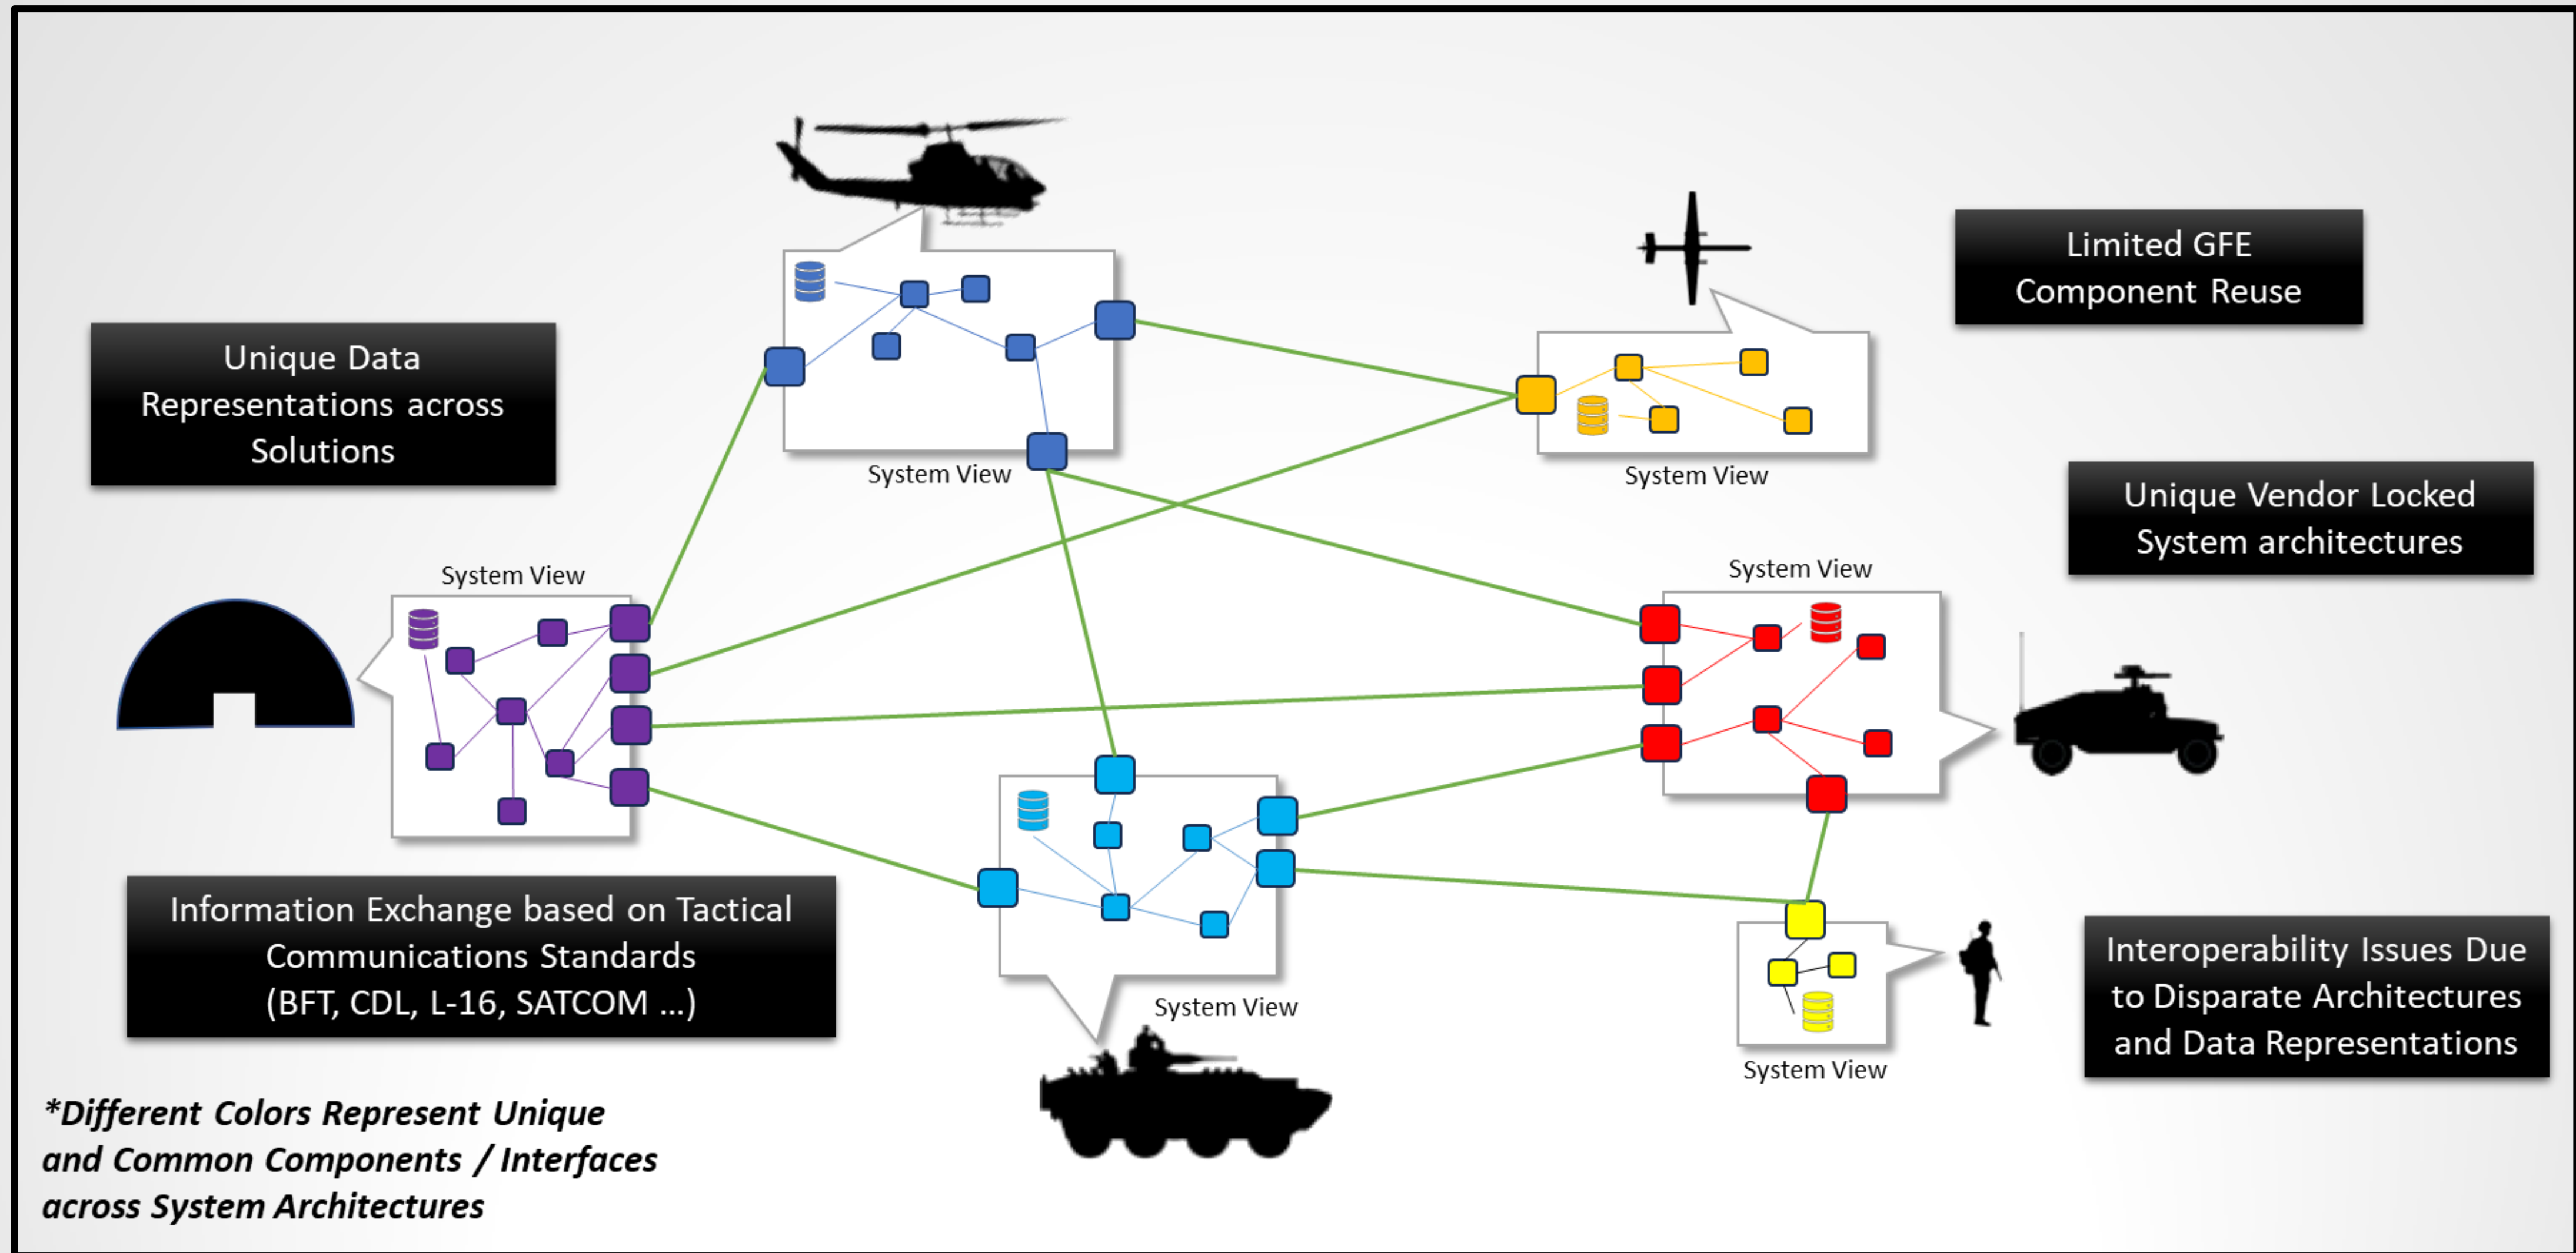 Limited GFE
Component Reuse
Unique Data
Representations across
Solutions
System View
System View
Unique Vendor Locked
System architectures
System View
System View
Information Exchange based on Tactical
Communications Standards
(BFT, CDL, L-16, SATCOM ...)
System View
Interoperability Issues Due
to Disparate Architectures
and Data Representations
System View
*Different Colors Represent Unique
and Common Components / Interfaces
across System Architectures